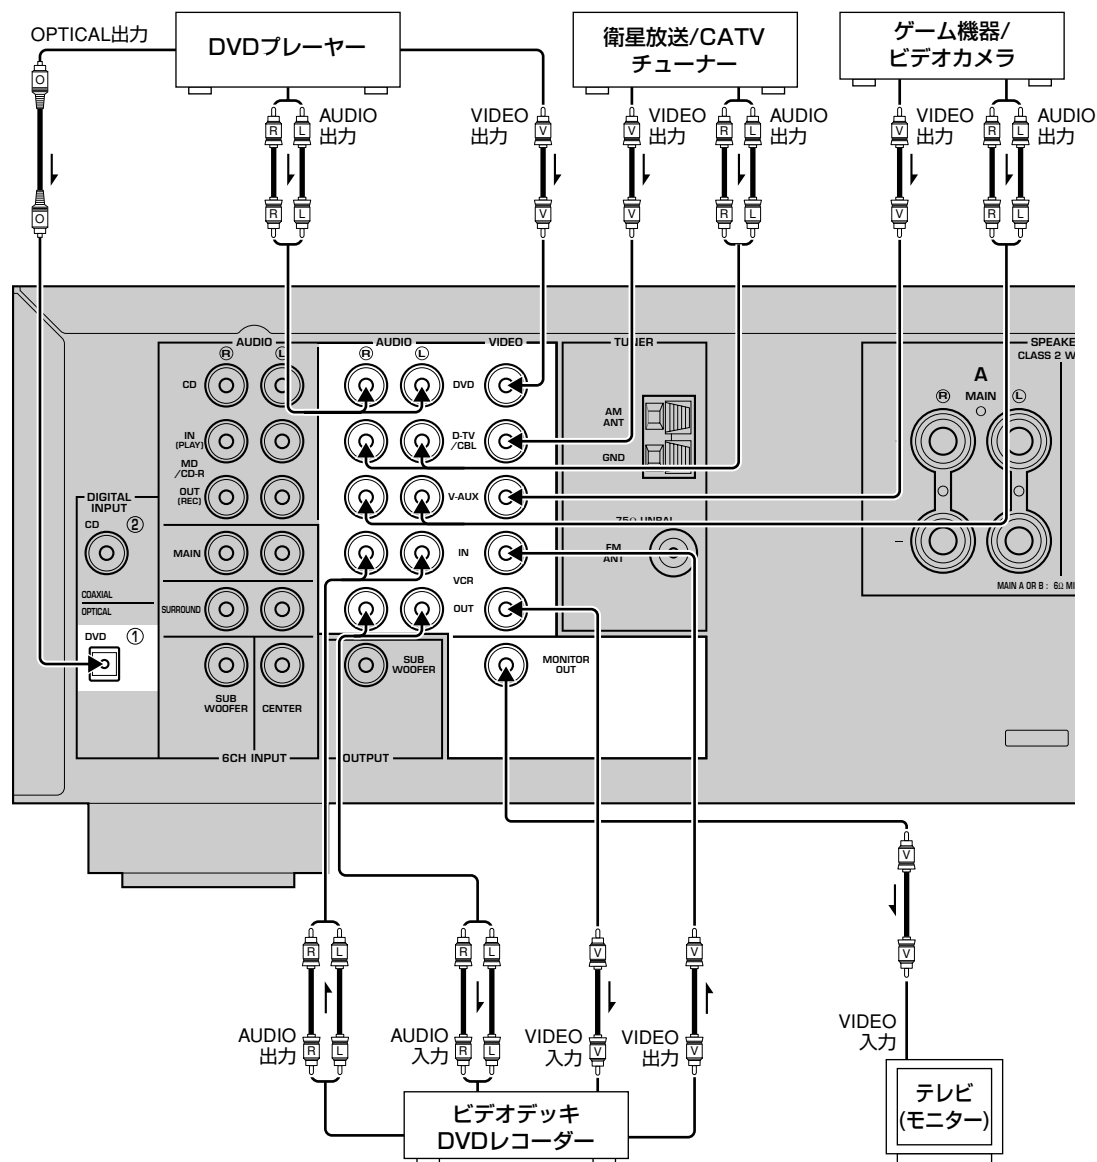 OPTICAL出力
DVDプレーヤー
衛星放送/CATV
チューナー
ゲーム機器/
ビデオカメラ
O
R L
AUDIO
出力
VIDEO
出力
V
V
VIDEO
出力
R L
AUDIO
出力
V
VIDEO
出力
R L
AUDIO
出力
O
R L
V
V
R L
V
R L
AUDIO
R L
CD
IN
(PLAY)
MD
/CD-R
OUT
(REC)
MAIN
SURROUND
SUB
WOOFER
CENTER
6CH INPUT
DIGITAL
INPUT
CD ②
COAXIAL
OPTICAL
DVD ①
AUDIO
R L
VIDEO
DVD
D-TV
/CBL
V-AUX
IN
VCR
OUT
SUB
WOOFER
OUTPUT
MONITOR
OUT
TUNER
AM
ANT
GND
75Ω UNBAL.
FM
ANT
SPEAKE
CLASS 2 W
A
R MAIN L
–
MAIN A OR B : 6Ω MI
R L
R L
V
V
V
V
AUDIO
出力
R L
AUDIO
入力
R L
VIDEO
入力
V
VIDEO
出力
V
VIDEO
入力
ビデオデッキ
DVDレコーダー
テレビ
(モニター)